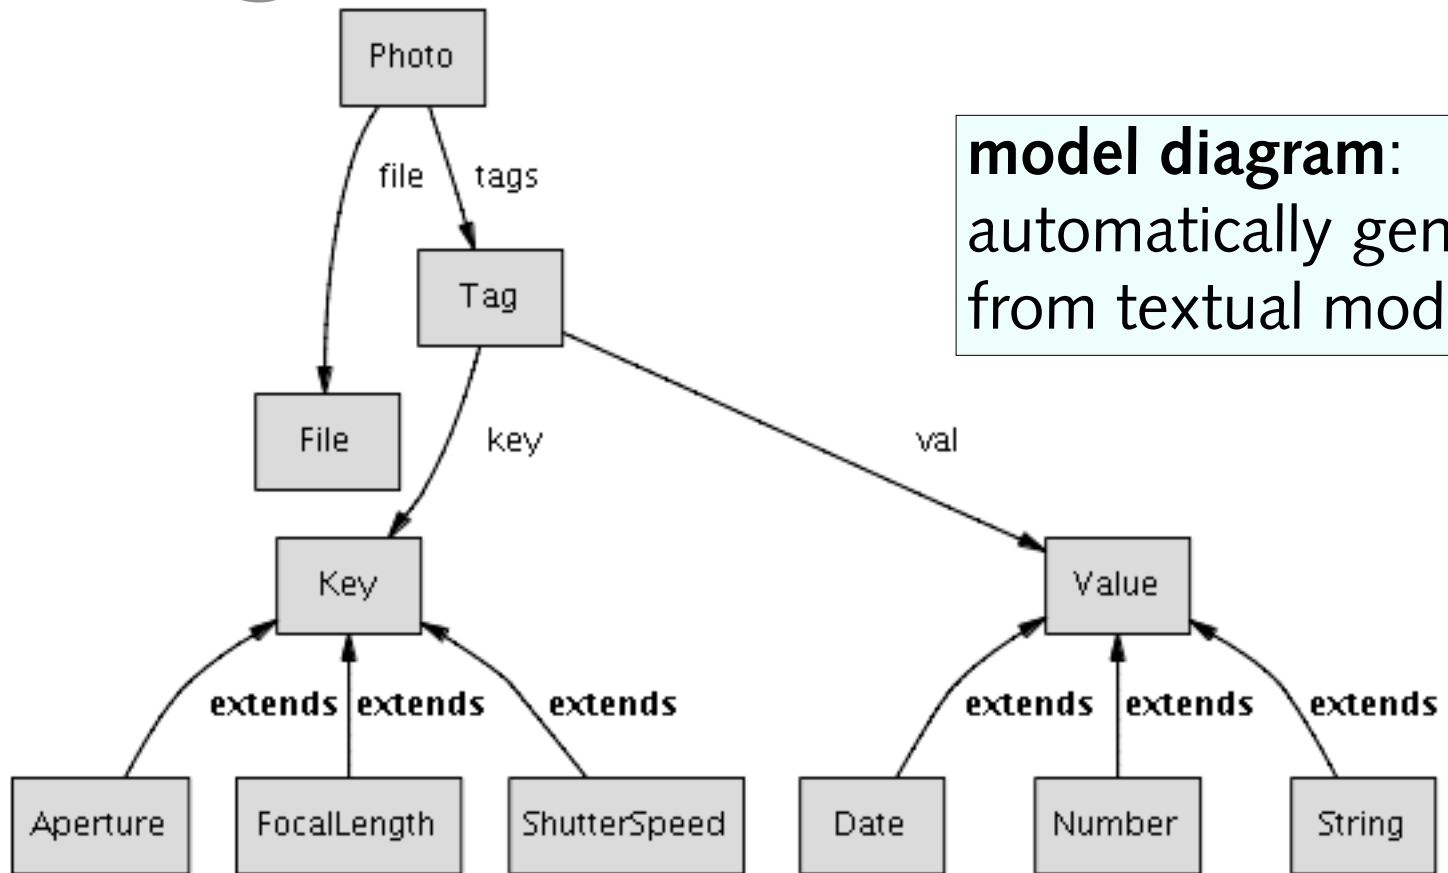 Photo
file tags
model diagram:
automatically gen
from textual mod
Tag
File
key
val
Key
Value
extends extends extends
extends extends extends
Aperture
FocalLength
ShutterSpeed
Date
Number
String